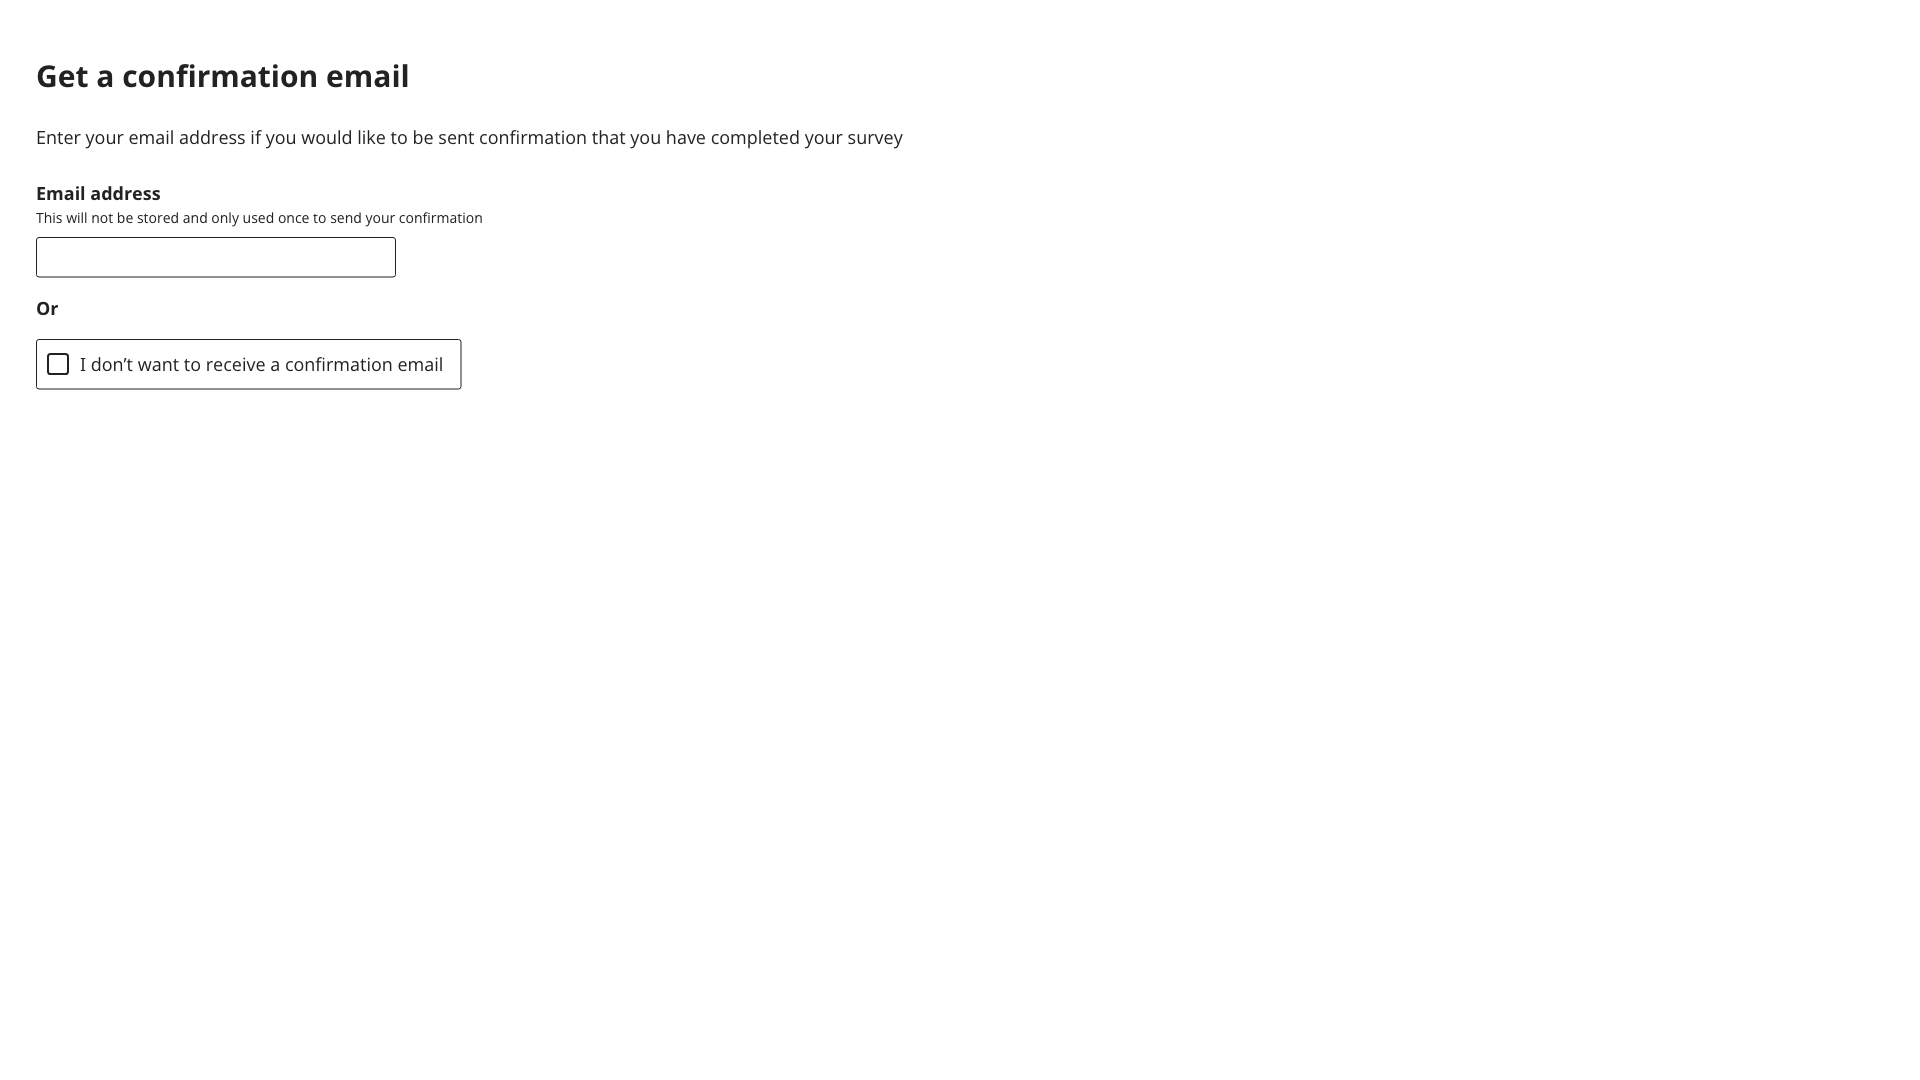 Get a confirmation email
Enter your email address if you would like to be sent confirmation that you have completed your survey
Email address
This will not be stored and only used once to send your confirmation
Or
I don’t want to receive a confirmation email